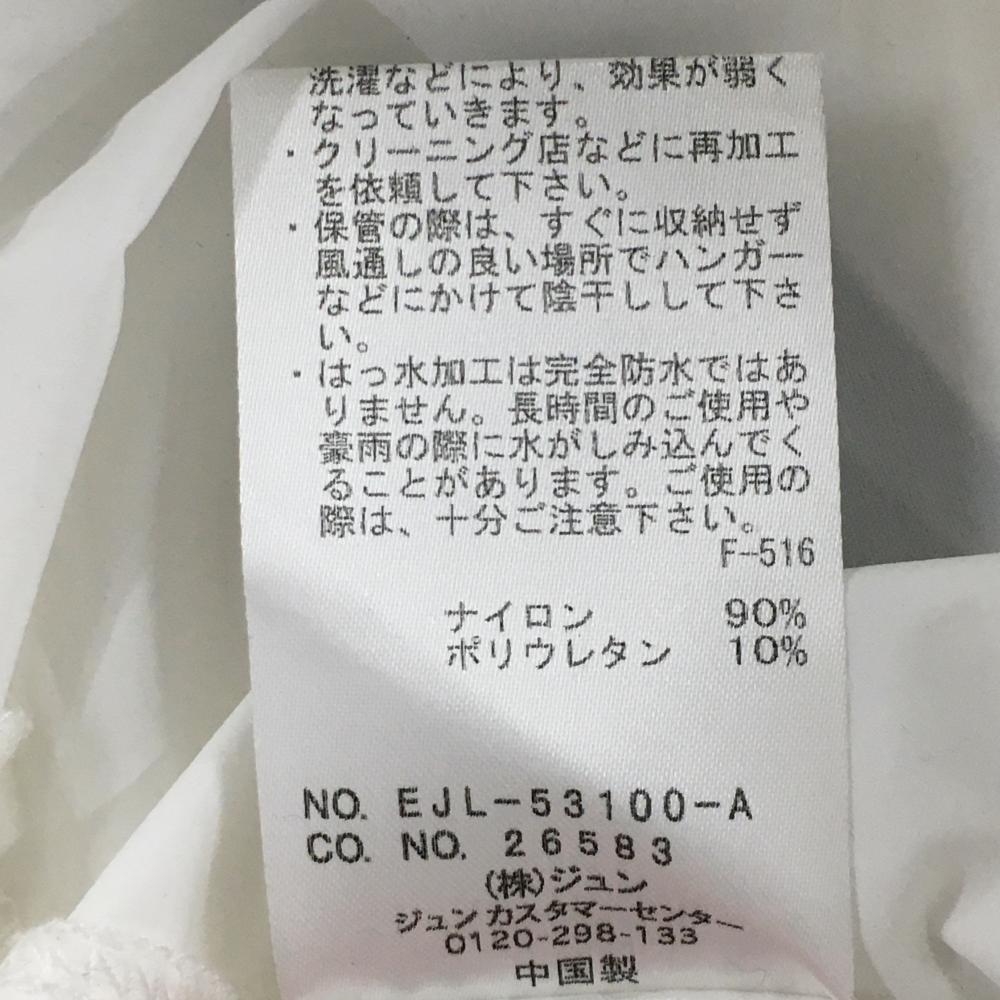 洗濯などにより、効果が弱く
なっていきます。
・クリーニング店などに再加工
を依頼して下さい。
・保管の際は、すぐに収納せず
風通しの良い場所でハンガー
などにかけて陰干しして下さ
い。
・はっ水加工は完全防水ではあ
りません。長時間のご使用や
豪雨の際に水がしみ込んでく
ることがあります。ご使用の
際は、十分ご注意下さい。
F-516
ナイロン 90%
ポリウレタン 10%
NO. EJL-53100-A
CO. NO. 26583
(株)ジュン
ジュンカスタマーセンター
0120-298-133
中国製